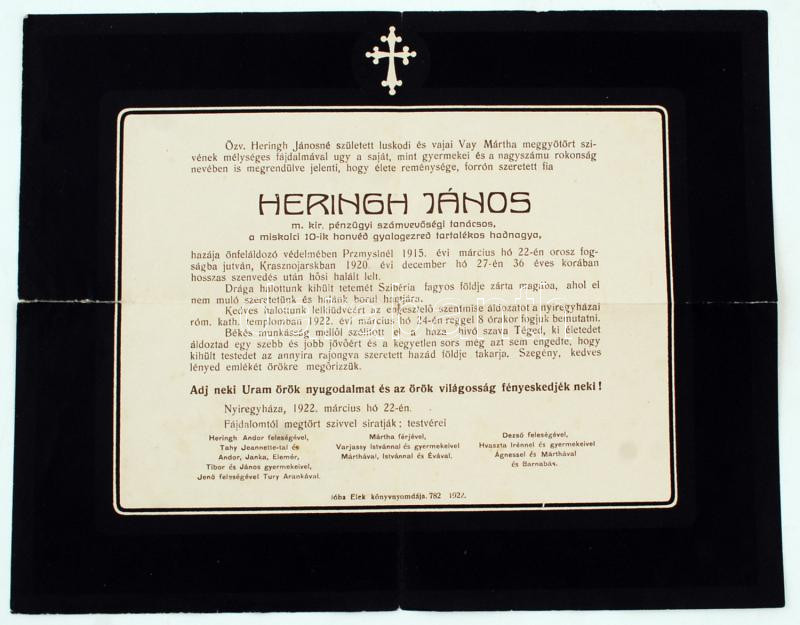 Özv. Heringh Jánosné született luskodi és vajai Vay Mártha meggyötört szi-
vének mélységes fájdalmával ugy a saját, mint gyermekei és a nagyszámu rokonság
nevében is megrendülve jelenti, hogy élete reménysége, forrón szeretett fia
HERINGH JÁNOS
m. kir. pénzügyi számvevőségi tanácsos,
a miskolci 10-ik honvéd gyalogezred tartalékos hadnagya,
hazája önfeláldozó védelmében Przmyslnél 1915. évi március hó 22-én orosz fog-
ságba jutván, Krasznojarskban 1920. évi december hó 27-én 36 éves korában
hosszas szenvedés után hősi halált lelt.
Drága halottunk kihült tetemét Szibéria fagyos földje zárta magába, ahol el
nem muló szeretetünk és hálánk borul hantjára.
Kedves halottunk lelkiüdvéért az engesztelő szentmise áldozatot a nyiregyházai
róm. kath. templomban 1922. évi március hó 24-én reggel 8 órakor fogjuk bemutatni.
Békés munkásság mellől szólitott el a haza hivó szava Téged, ki életedet
áldoztad egy szebb és jobb jövőért és a kegyetlen sors még azt sem engedte, hogy
kihült testedet az annyira rajongva szeretett hazád földje takarja. Szegény, kedves
lényed emlékét örökre megőrizzük.
Adj neki Uram örök nyugodalmat és az örök világosság fényeskedjék neki!
Nyiregyháza, 1922. március hó 22-én.
Fájdalomtól megtört szivvel siratják: testvérei
Heringh Andor feleségével,
Tahy Jeannette-tal és
Andor, Janka, Elemér,
Tibor és János gyermekeivel,
Jenő feleségével Tury Arankával.
Mártha férjével,
Varjassy Istvánnal és gyermekeivel
Márthával, Istvánnal és Évával.
Dezső feleségével,
Hvaszta Irénnel és gyermekeivel
Ágnessel és Márthával
és Barnabás.
Jóba Elek könyvnyomdája. 782 1922.